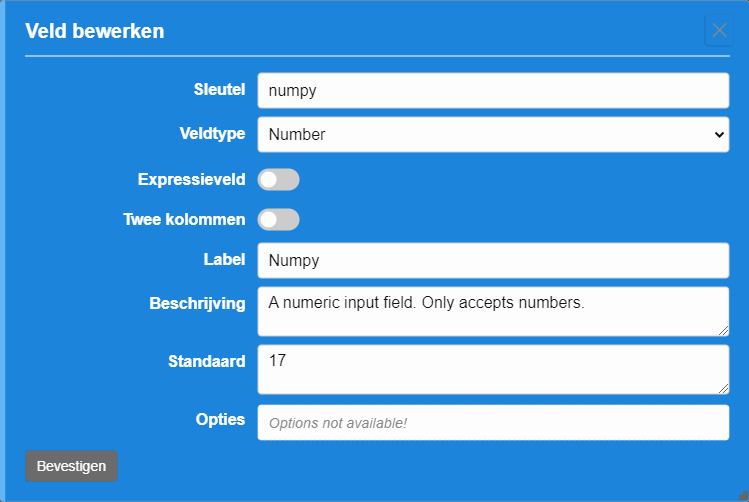 Veld bewerken
Sleutel numpy
Veldtype Number
Expressieveld
Twee kolommen
Label Numpy
Beschrijving A numeric input field. Only accepts numbers.
Standaard 17
Opties Options not available!
Bevestigen